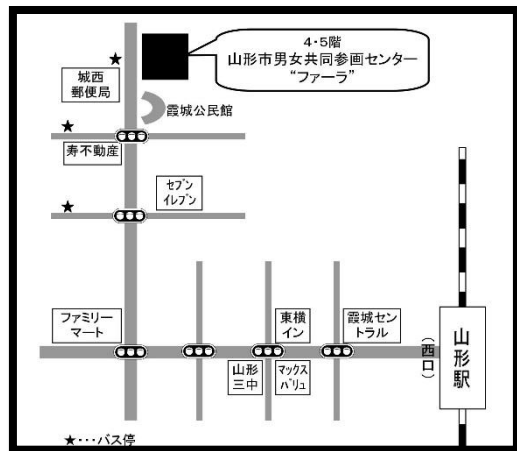 4・5階
山形市男女共同参画センター
“ファーラ”
★
城西
郵便局
霞城公民館
★
寿不動産
セブン
イレブン
★
ファミリー
マート
東横
イン
霞城セン
トラル
山形
三中
マックス
バリュ
(西口)
山形駅
★・・・バス停